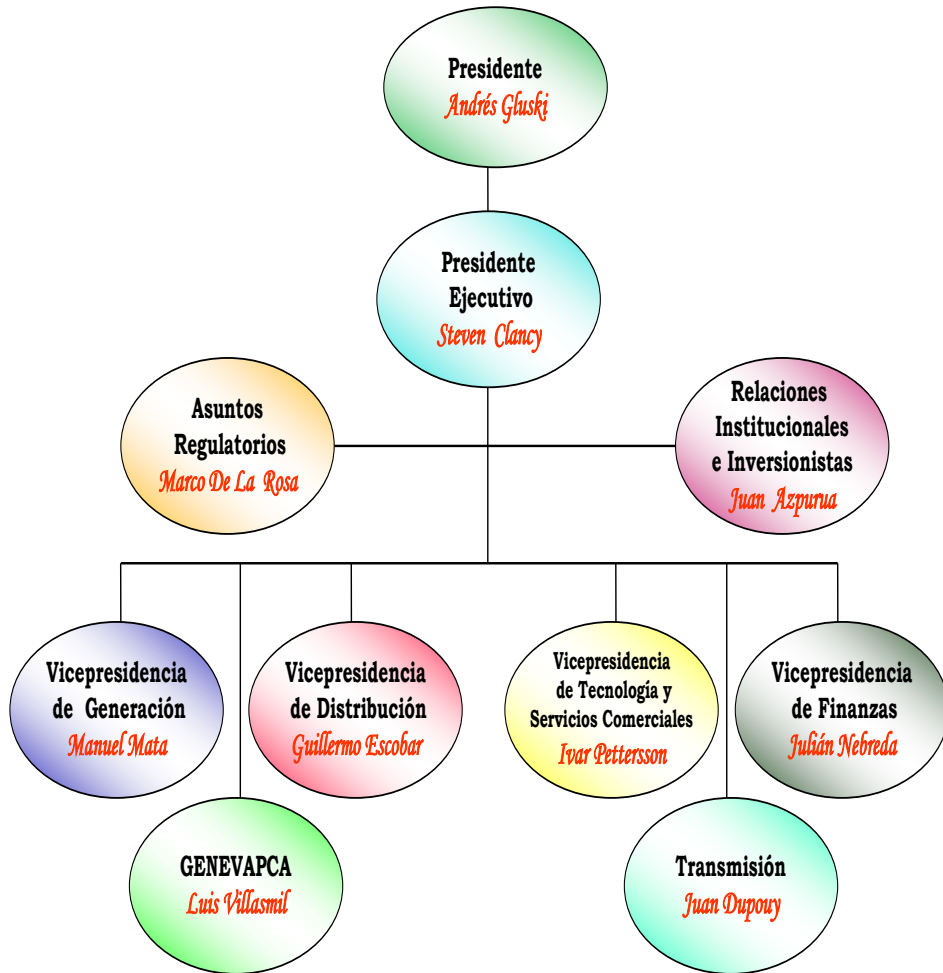 Presidente
Andrés Gluski
Presidente
Ejecutivo
Steven Clancy
Asuntos
Regulatorios
Marco De La Rosa
Relaciones
Institucionales
e Inversionistas
Juan Azpurua
Vicepresidencia
de Generación
Manuel Mata
Vicepresidencia
de Distribución
Guillermo Escobar
Vicepresidencia
de Tecnología y
Servicios Comerciales
Ivar Pettersson
Vicepresidencia
de Finanzas
Julián Nebreda
GENEVAPCA
Luis Villasmil
Transmisión
Juan Dupouy